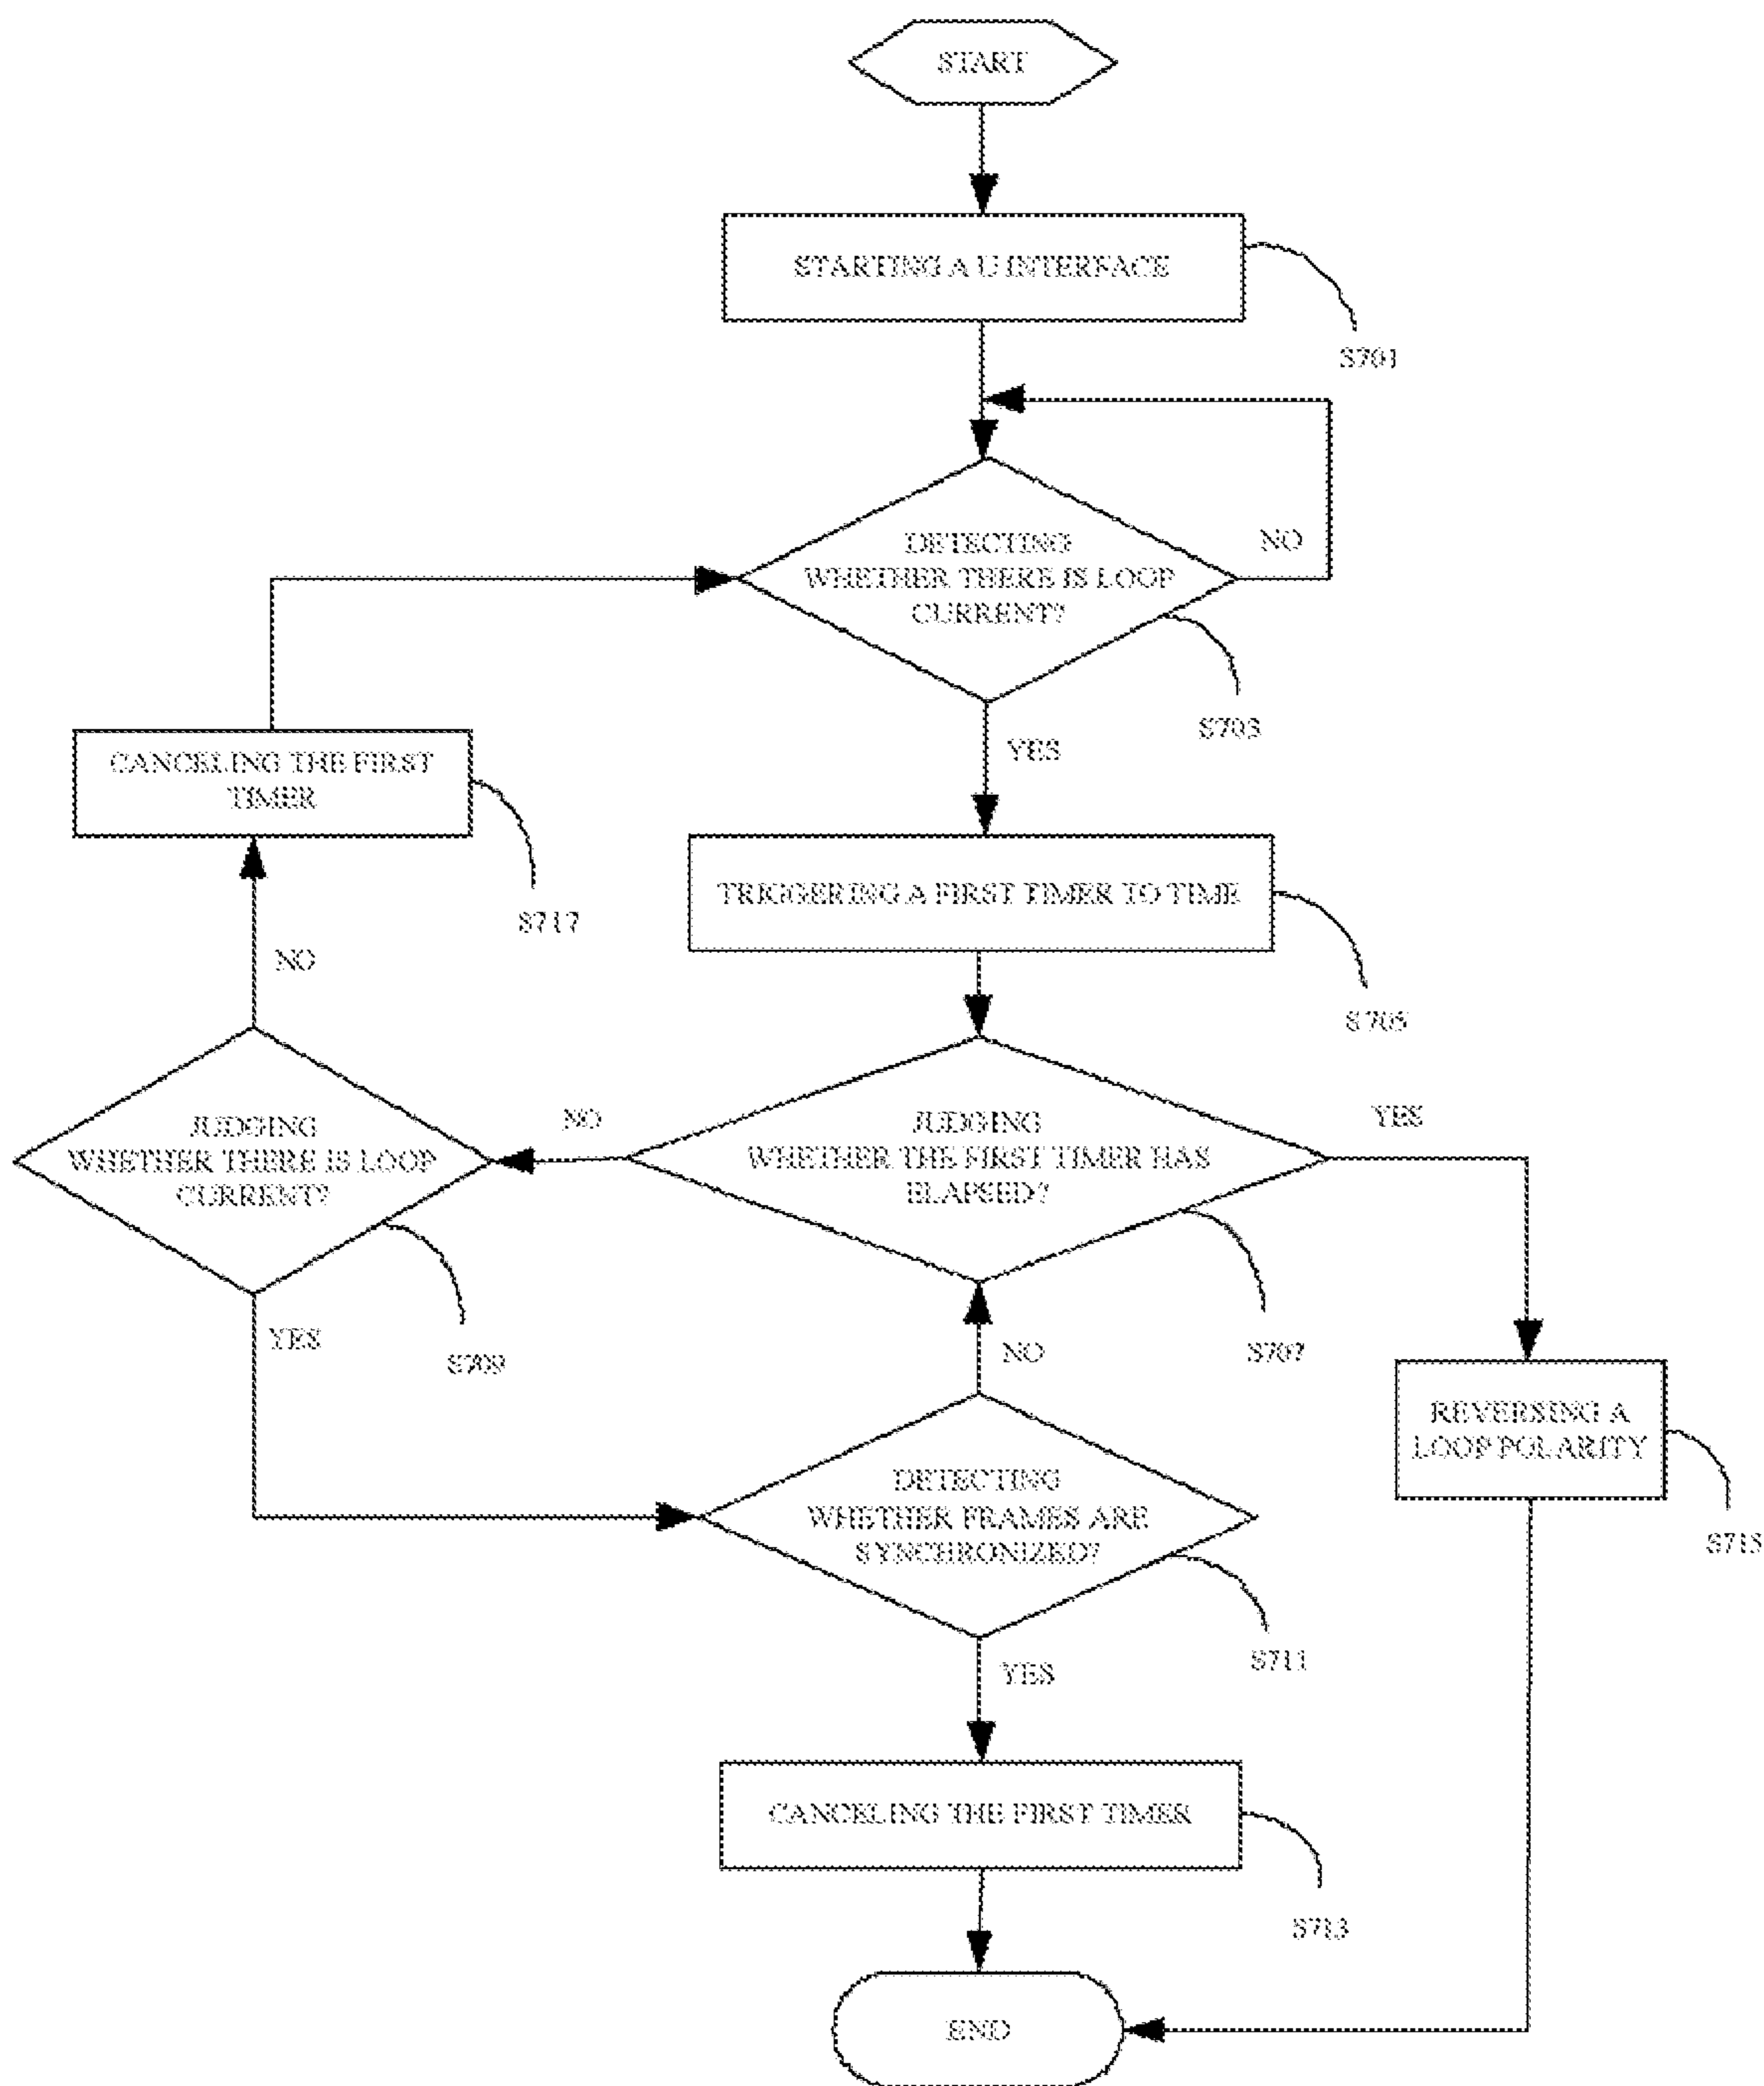 START
STARTING A U INTERFACE
S701
DETECTING
WHETHER THERE IS LOOP
CURRENT?
NO
S703
YES
CANCELING THE FIRST
TIMER
S717
TRIGGERING A FIRST TIMER TO TIME
S705
NO
JUDGING
WHETHER THERE IS LOOP
CURRENT?
NO
JUDGING
WHETHER THE FIRST TIMER HAS
ELAPSED?
YES
YES
S709
NO
S707
REVERSING A
LOOP POLARITY
S715
DETECTING
WHETHER FRAMES ARE
SYNCHRONIZED?
S711
YES
CANCELING THE FIRST TIMER
S713
END